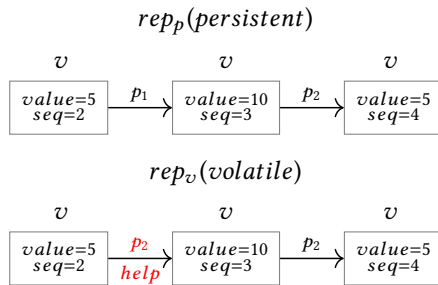 rep_p(persistent)
v v v
value=5 p_1 value=10 p_2 value=5
seq=2 seq=3 seq=4
rep_v(volatile)
v v v
value=5 p_2 value=10 p_2 value=5
seq=2 help seq=3 seq=4